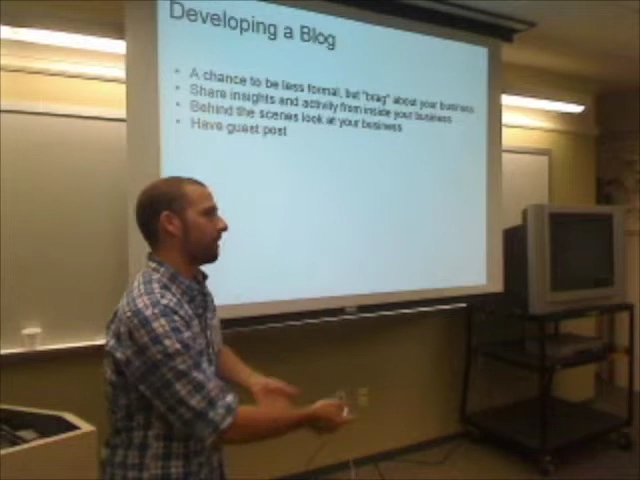 Developing a Blog
• A chance to be less formal, but "brag" about your business
• Share insights and activity from inside your business
• Behind the scenes look at your business
• Have guest post